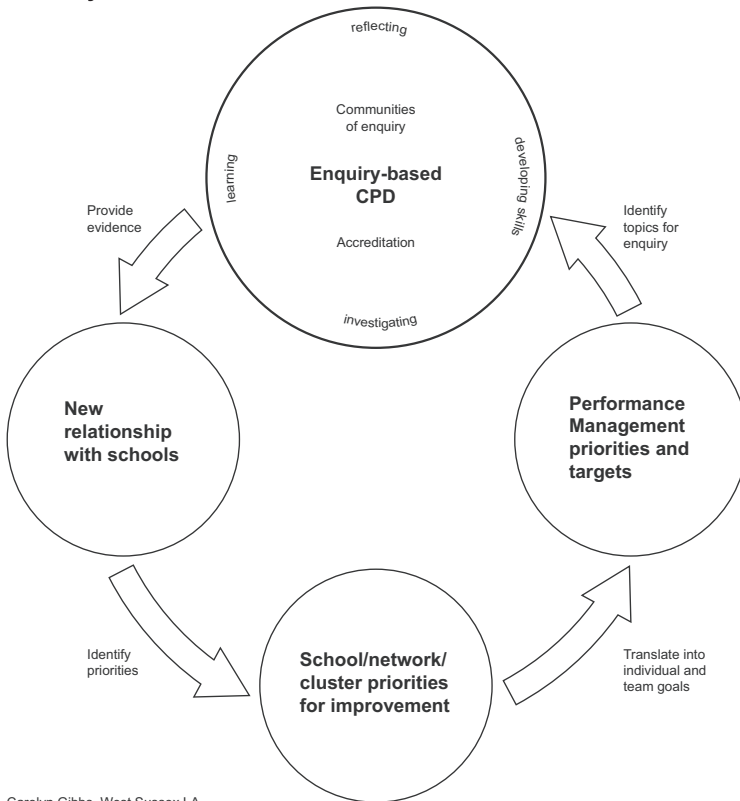 reflecting
Communities
of enquiry
learning
Enquiry-based
CPD
developing skills
Accreditation
investigating
Provide
evidence
Identify
topics for
enquiry
New
relationship
with schools
Performance
Management
priorities and
targets
Identify
priorities
School/network/
cluster priorities
for improvement
Translate into
individual and
team goals